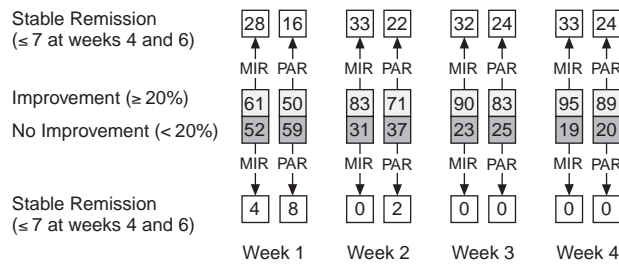 Stable Remission
(≤ 7 at weeks 4 and 6)
28 16 33 22 32 24 33 24
MIR PAR MIR PAR MIR PAR MIR PAR
Improvement (≥ 20%)
61 50 83 71 90 83 95 89
No Improvement (< 20%)
52 59 31 37 23 25 19 20
MIR PAR MIR PAR MIR PAR MIR PAR
Stable Remission
(≤ 7 at weeks 4 and 6)
4 8 0 2 0 0 0 0
Week 1 Week 2 Week 3 Week 4